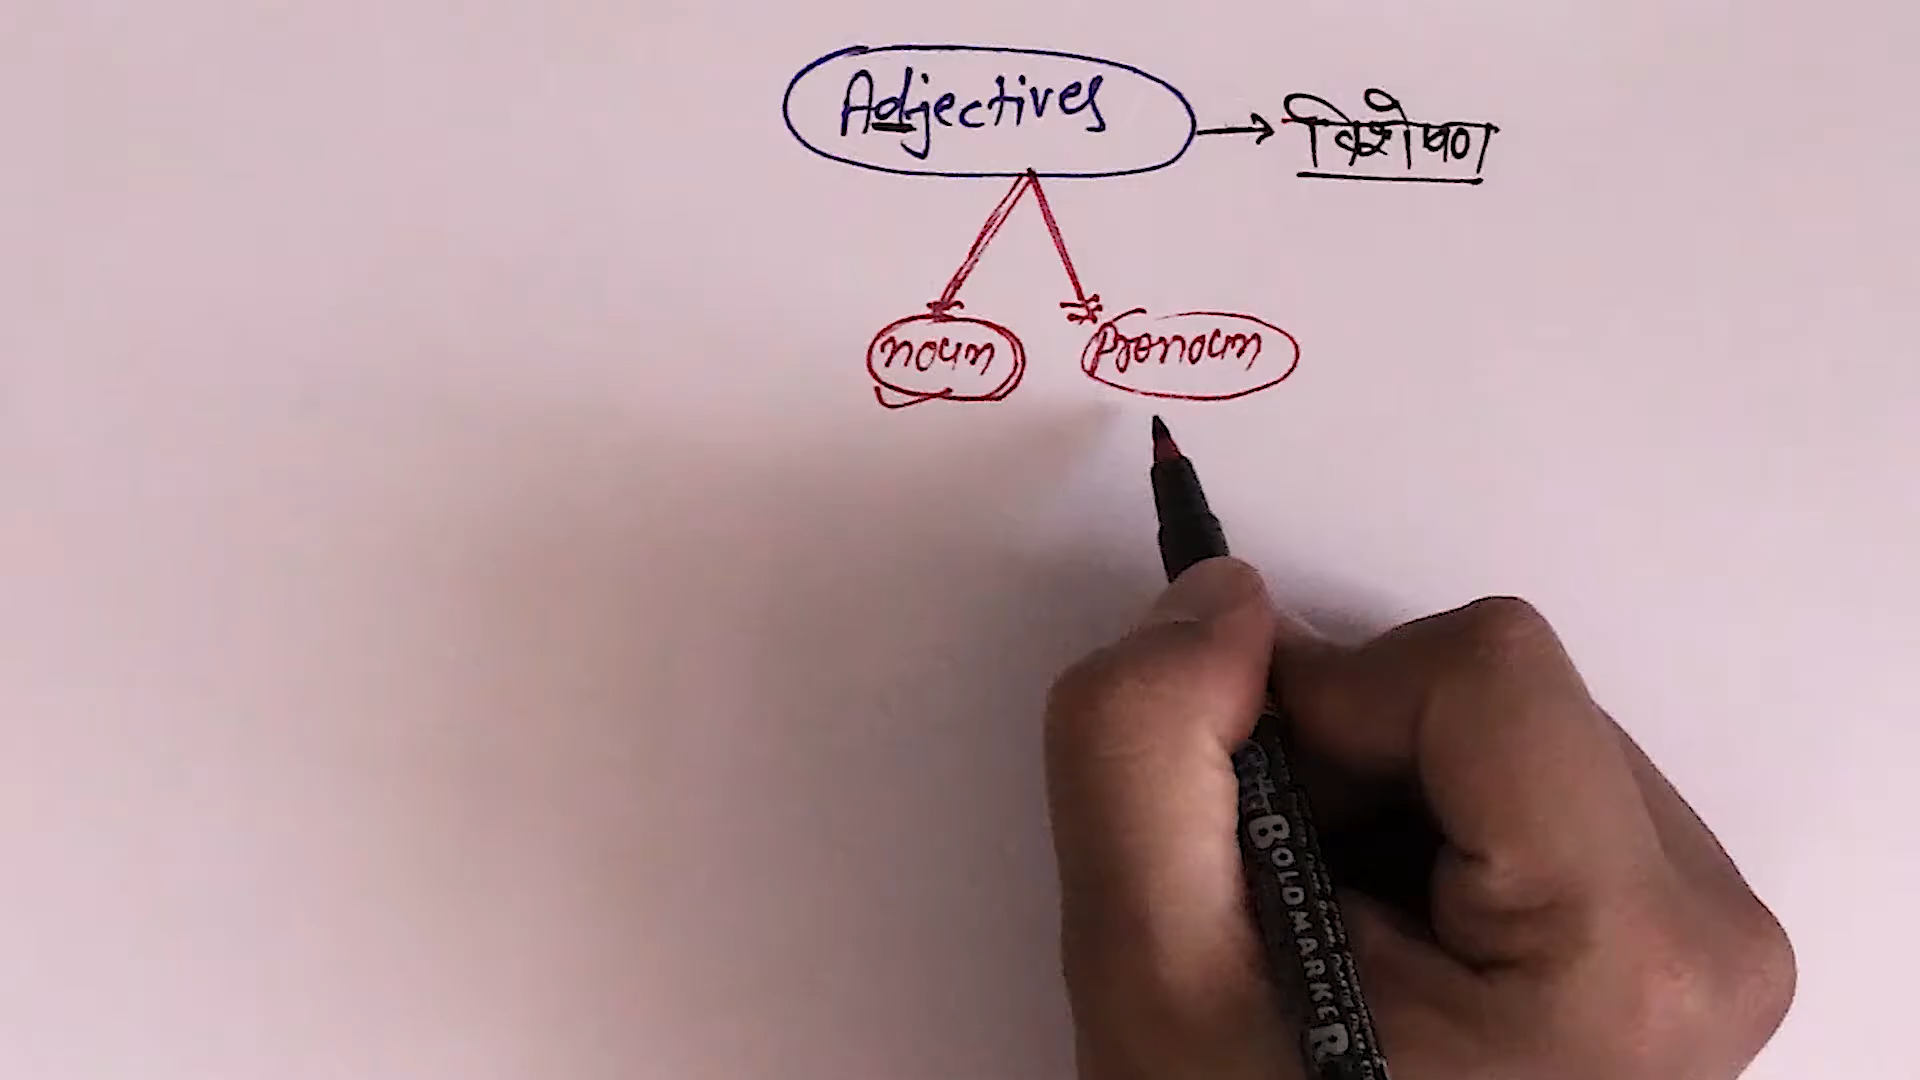 Adjectives → विशेषण
noun Pronoun
BOLDMARKER